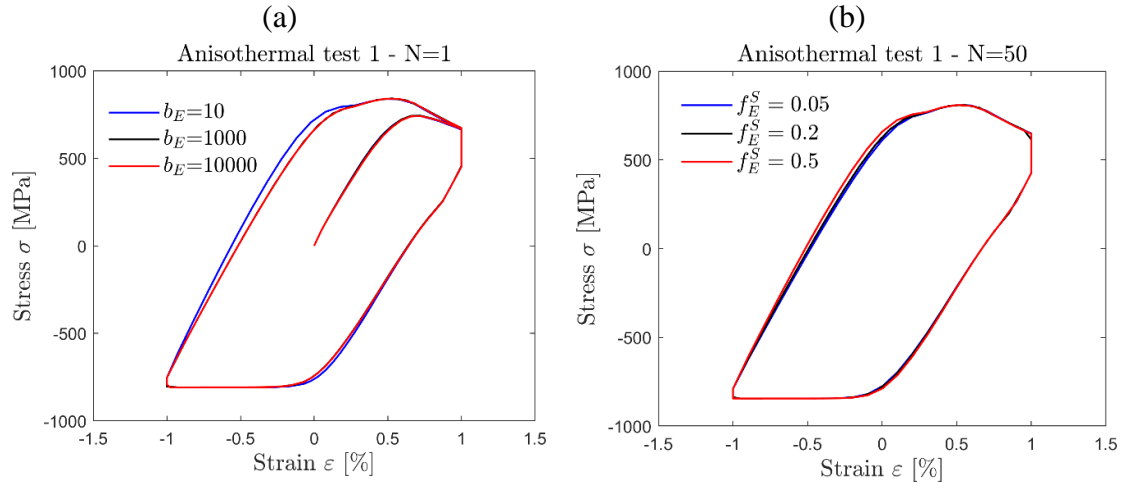 (a)
Anisothermal test 1 - N=1
1000
500
0
-500
-1000
-1.5 -1 -0.5 0 0.5 1 1.5
Stress σ [MPa]
Strain ε [%]
b_E=10
b_E=1000
b_E=10000
(b)
Anisothermal test 1 - N=50
1000
500
0
-500
-1000
-1.5 -1 -0.5 0 0.5 1 1.5
Stress σ [MPa]
Strain ε [%]
f_E^S = 0.05
f_E^S = 0.2
f_E^S = 0.5